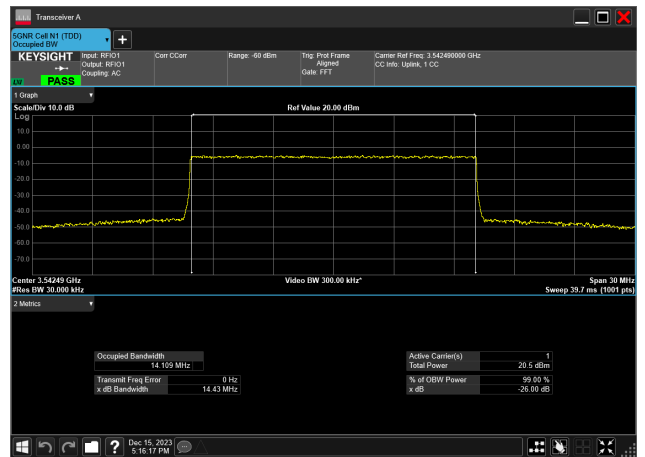 Transceiver A
5GNR Cell N1 (TDD)
Occupied BW
KEYSIGHT
PASS
Input: RFIO1
Output: RFIO1
Coupling: AC
Corr CCorr
Range: -60 dBm
Trig: Prot Frame
Aligned
Gate: FFT
Carrier Ref Freq: 3.542490000 GHz
CC Info: Uplink, 1 CC
1 Graph
Scale/Div 10.0 dB
Ref Value 20.00 dBm
Log
10.0
0.00
-10.0
-20.0
-30.0
-40.0
-50.0
-60.0
-70.0
Center 3.54249 GHz
Video BW 300.00 kHz*
Span 30 MHz
#Res BW 30.000 kHz
Sweep 39.7 ms (1001 pts)
2 Metrics
Occupied Bandwidth
14.109 MHz
Active Carrier(s) 1
Total Power 20.5 dBm
Transmit Freq Error 0 Hz
x dB Bandwidth 14.43 MHz
% of OBW Power 99.00 %
x dB -26.00 dB
Dec 15, 2023
5:16:17 PM